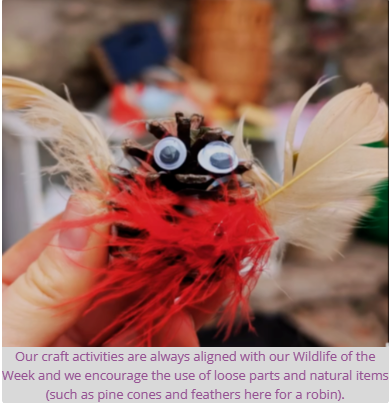 Our craft activities are always aligned with our Wildlife of the
Week and we encourage the use of loose parts and natural items
(such as pine cones and feathers here for a robin).